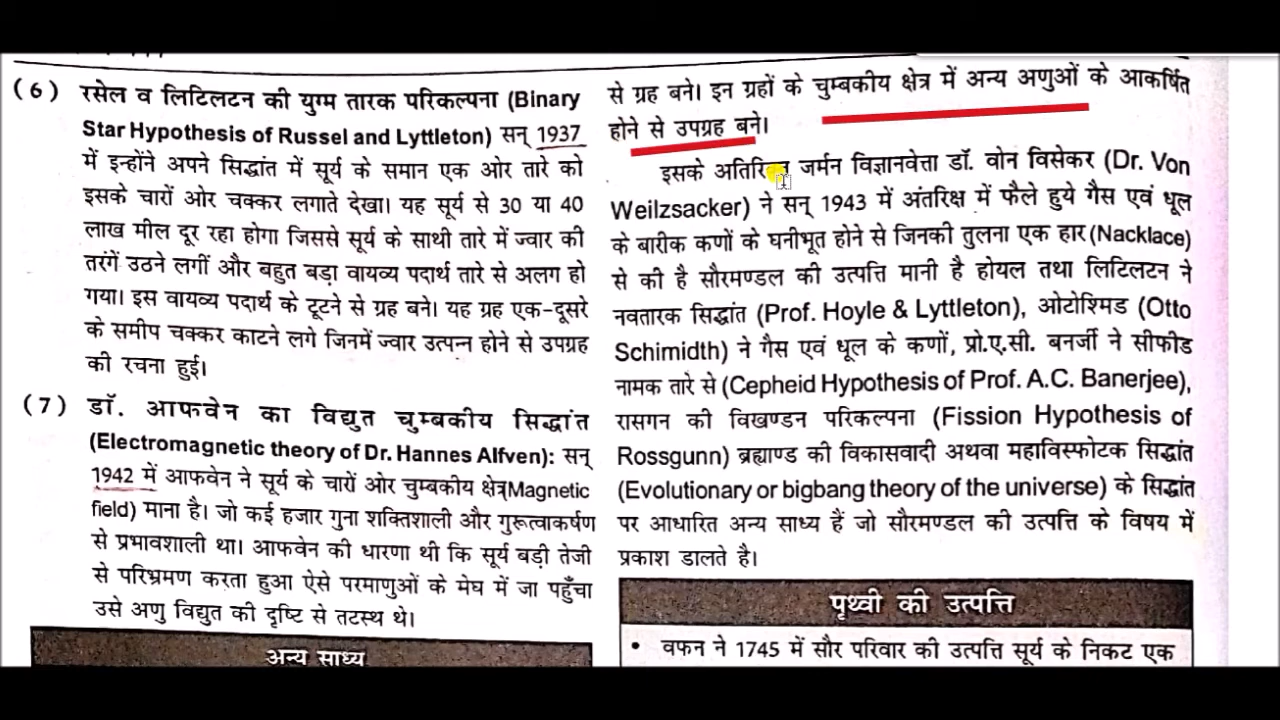 (6) रसेल व लिटिलटन की युग्म तारक परिकल्पना (Binary
Star Hypothesis of Russel and Lyttleton) सन् 1937
में इन्होंने अपने सिद्धांत में सूर्य के समान एक ओर तारे को
इसके चारों ओर चक्कर लगाते देखा। यह सूर्य से 30 या 40
लाख मील दूर रहा होगा जिससे सूर्य के साथी तारे में ज्वार की
तरंगें उठने लगीं और बहुत बड़ा वायव्य पदार्थ तारे से अलग हो
गया। इस वायव्य पदार्थ के टूटने से ग्रह बने। यह ग्रह एक-दूसरे
के समीप चक्कर काटने लगे जिनमें ज्वार उत्पन्न होने से उपग्रह
की रचना हुई।
(7) डॉ. आफवेन का विद्युत चुम्बकीय सिद्धांत
(Electromagnetic theory of Dr. Hannes Alfven): सन्
1942 में आफवेन ने सूर्य के चारों ओर चुम्बकीय क्षेत्र(Magnetic
field) माना है। जो कई हजार गुना शक्तिशाली और गुरूत्वाकर्षण
से प्रभावशाली था। आफवेन की धारणा थी कि सूर्य बड़ी तेजी
से परिभ्रमण करता हुआ ऐसे परमाणुओं के मेघ में जा पहुँचा
उसे अणु विद्युत की दृष्टि से तटस्थ थे।
अन्य साध्य
से ग्रह बने। इन ग्रहों के चुम्बकीय क्षेत्र में अन्य अणुओं के आकर्षित
होने से उपग्रह बने।
इसके अतिरिक्त जर्मन विज्ञानवेत्ता डॉ. वोन विसेकर (Dr. Von
Weilzsacker) ने सन् 1943 में अंतरिक्ष में फैले हुये गैस एवं धूल
के बारीक कणों के घनीभूत होने से जिनकी तुलना एक हार(Nacklace)
से की है सौरमण्डल की उत्पत्ति मानी है होयल तथा लिटिलटन ने
नवतारक सिद्धांत (Prof. Hoyle & Lyttleton), ओटोश्मिड (Otto
Schimidth) ने गैस एवं धूल के कणों, प्रो.ए.सी. बनर्जी ने सीफीड
नामक तारे से (Cepheid Hypothesis of Prof. A.C. Banerjee),
रासगन की विखण्डन परिकल्पना (Fission Hypothesis of
Rossgunn) ब्रह्माण्ड की विकासवादी अथवा महाविस्फोटक सिद्धांत
(Evolutionary or bigbang theory of the universe) के सिद्धांत
पर आधारित अन्य साध्य हैं जो सौरमण्डल की उत्पत्ति के विषय में
प्रकाश डालते है।
पृथ्वी की उत्पत्ति
• वफन ने 1745 में सौर परिवार की उत्पत्ति सूर्य के निकट एक